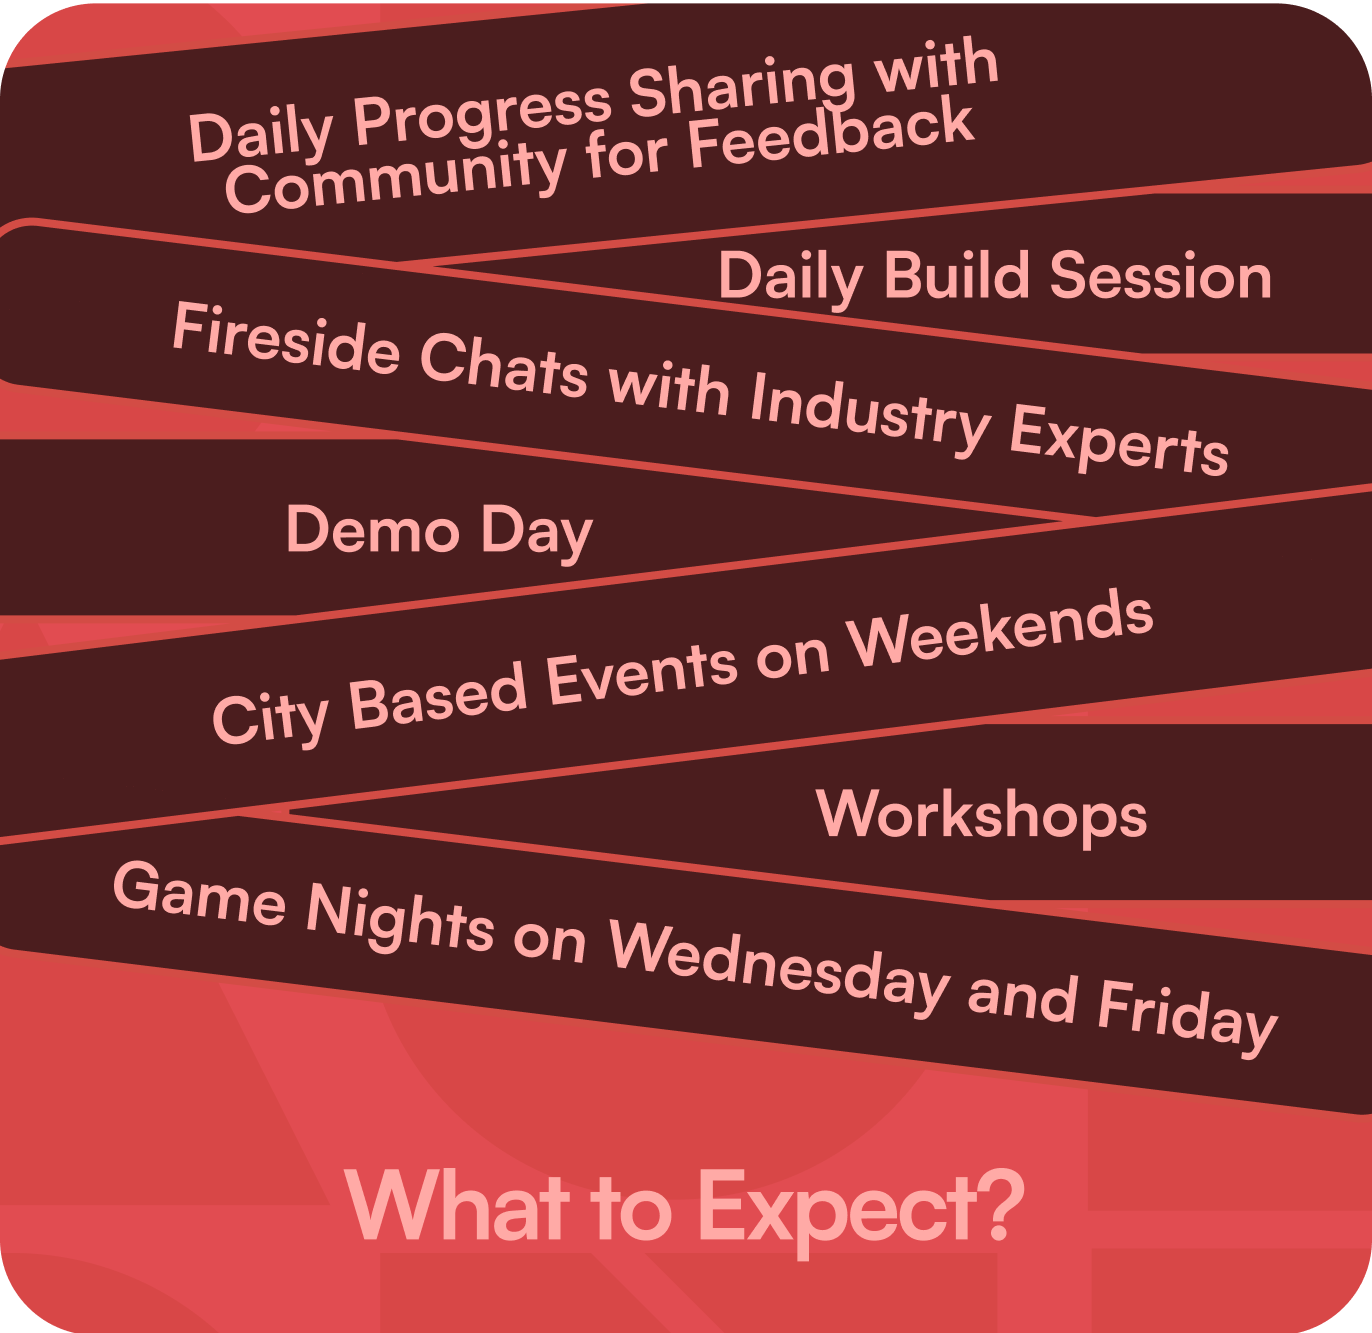 Daily Progress Sharing with
Community for Feedback
Daily Build Session
Fireside Chats with Industry Experts
Demo Day
City Based Events on Weekends
Workshops
Game Nights on Wednesday and Friday
What to Expect?